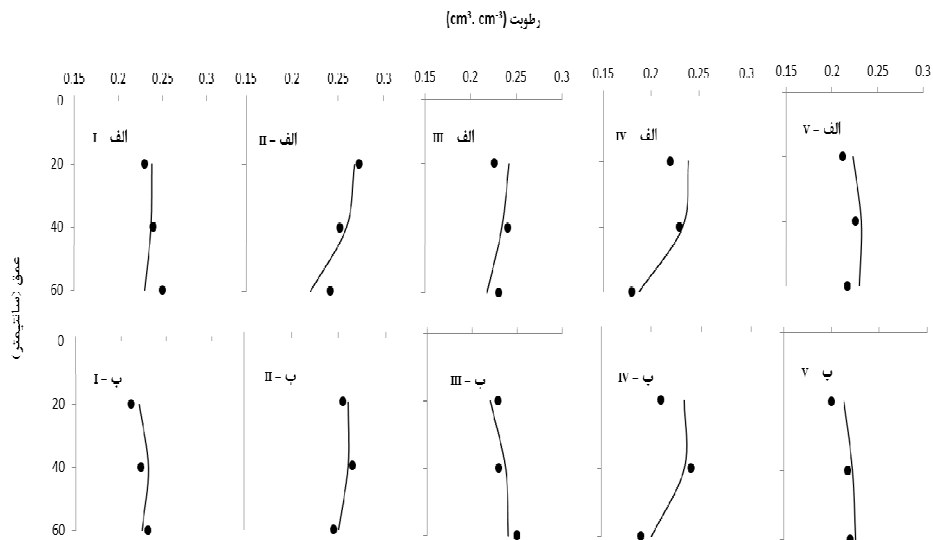 رطوبت (cm³. cm⁻³)
0.15 0.2 0.25 0.3 0.15 0.2 0.25 0.3 0.15 0.2 0.25 0.3 0.15 0.2 0.25 0.3 0.15 0.2 0.25 0.3
0
الف I
الف – II
الف III
الف IV
الف – V
20
40
60
عمق (سانتیمتر)
0
ب – I
ب – II
ب – III
ب – IV
ب V
20
40
60